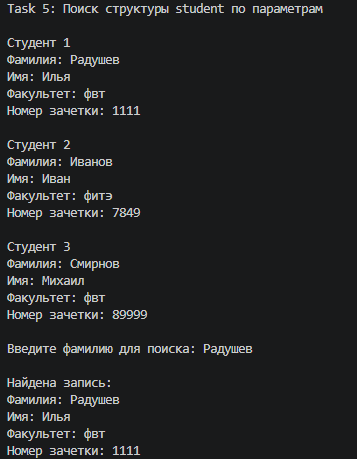 Task 5: Поиск структуры student по параметрам
Студент 1
Фамилия: Радушев
Имя: Илья
Факультет: фвт
Номер зачетки: 1111
Студент 2
Фамилия: Иванов
Имя: Иван
Факультет: фитэ
Номер зачетки: 7849
Студент 3
Фамилия: Смирнов
Имя: Михаил
Факультет: фвт
Номер зачетки: 89999
Введите фамилию для поиска: Радушев
Найдена запись:
Фамилия: Радушев
Имя: Илья
Факультет: фвт
Номер зачетки: 1111